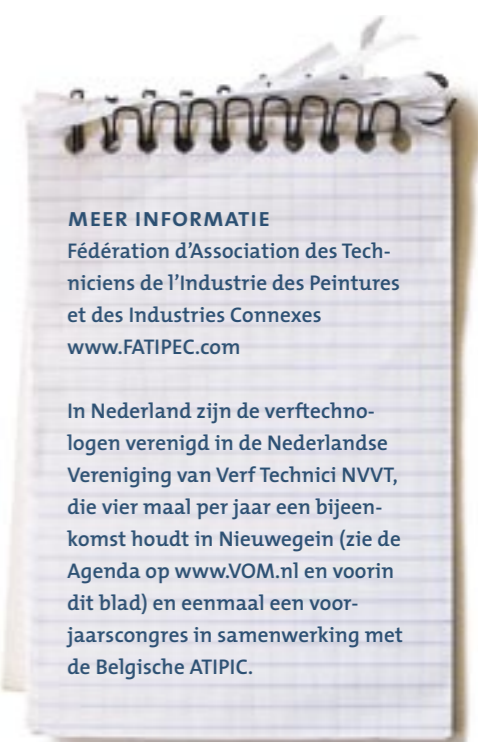 MEER INFORMATIE
Fédération d’Association des Tech-
niciens de l’Industrie des Peintures
et des Industries Connexes
www.FATIPEC.com
In Nederland zijn de verftechno-
logen verenigd in de Nederlandse
Vereniging van Verf Technici NVVT,
die vier maal per jaar een bijeen-
komst houdt in Nieuwegein (zie de
Agenda op www.VOM.nl en voorin
dit blad) en eenmaal een voor-
jaarscongres in samenwerking met
de Belgische ATIPIC.